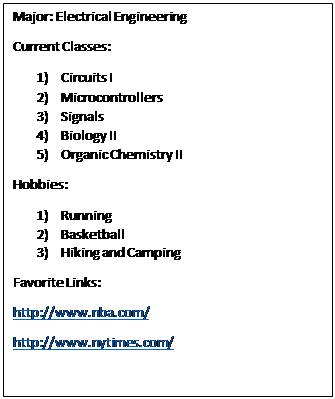 Major: Electrical Engineering
Current Classes:
1) Circuits I
2) Microcontrollers
3) Signals
4) Biology II
5) Organic Chemistry II
Hobbies:
1) Running
2) Basketball
3) Hiking and Camping
Favorite Links:
http://www.nba.com/
http://www.nytimes.com/